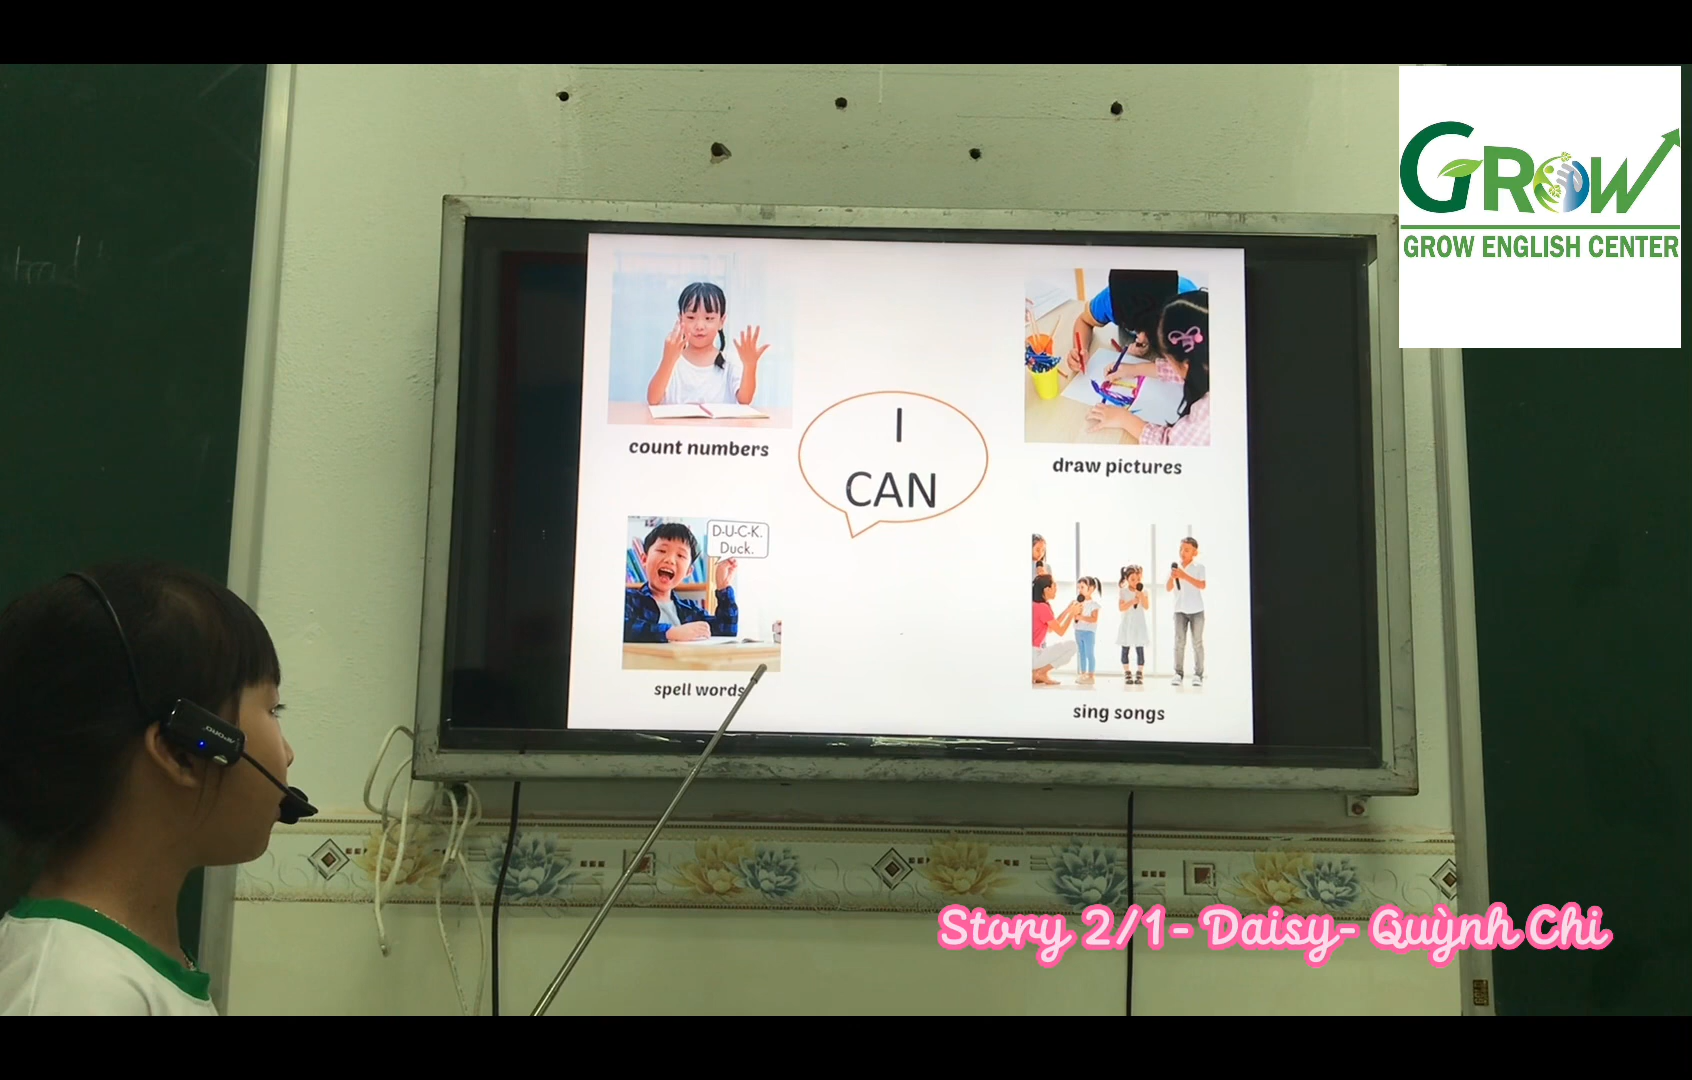 GROW
GROW ENGLISH CENTER
I
CAN
count numbers
draw pictures
D-U-C-K.
Duck.
spell words
sing songs
Story 2/1- Daisy- Quỳnh Chi